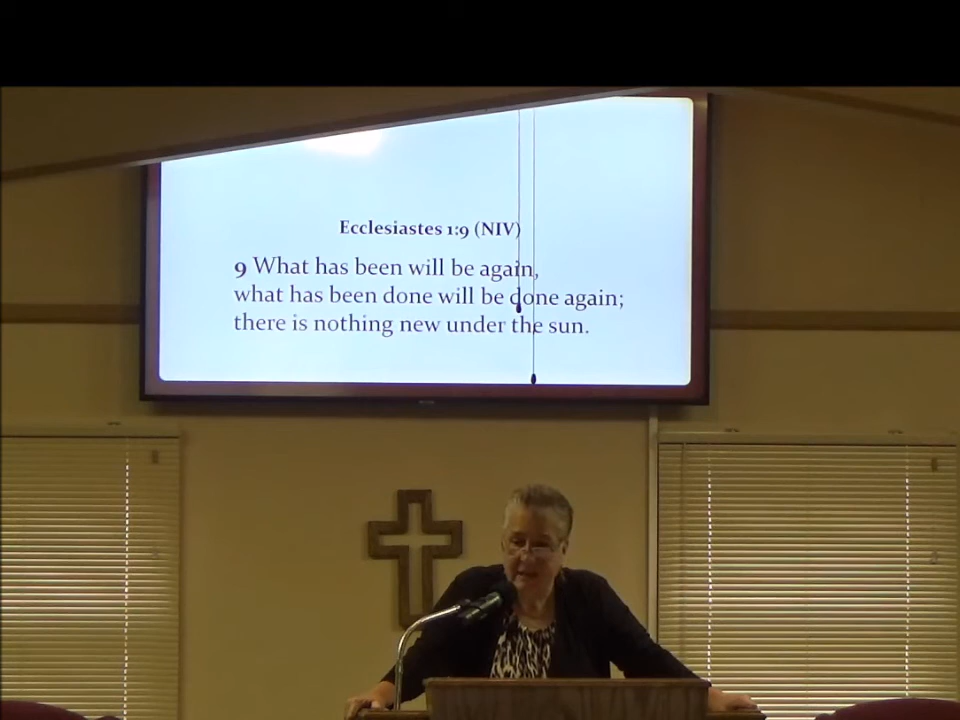 Ecclesiastes 1:9 (NIV)
9 What has been will be again,
what has been done will be done again;
there is nothing new under the sun.